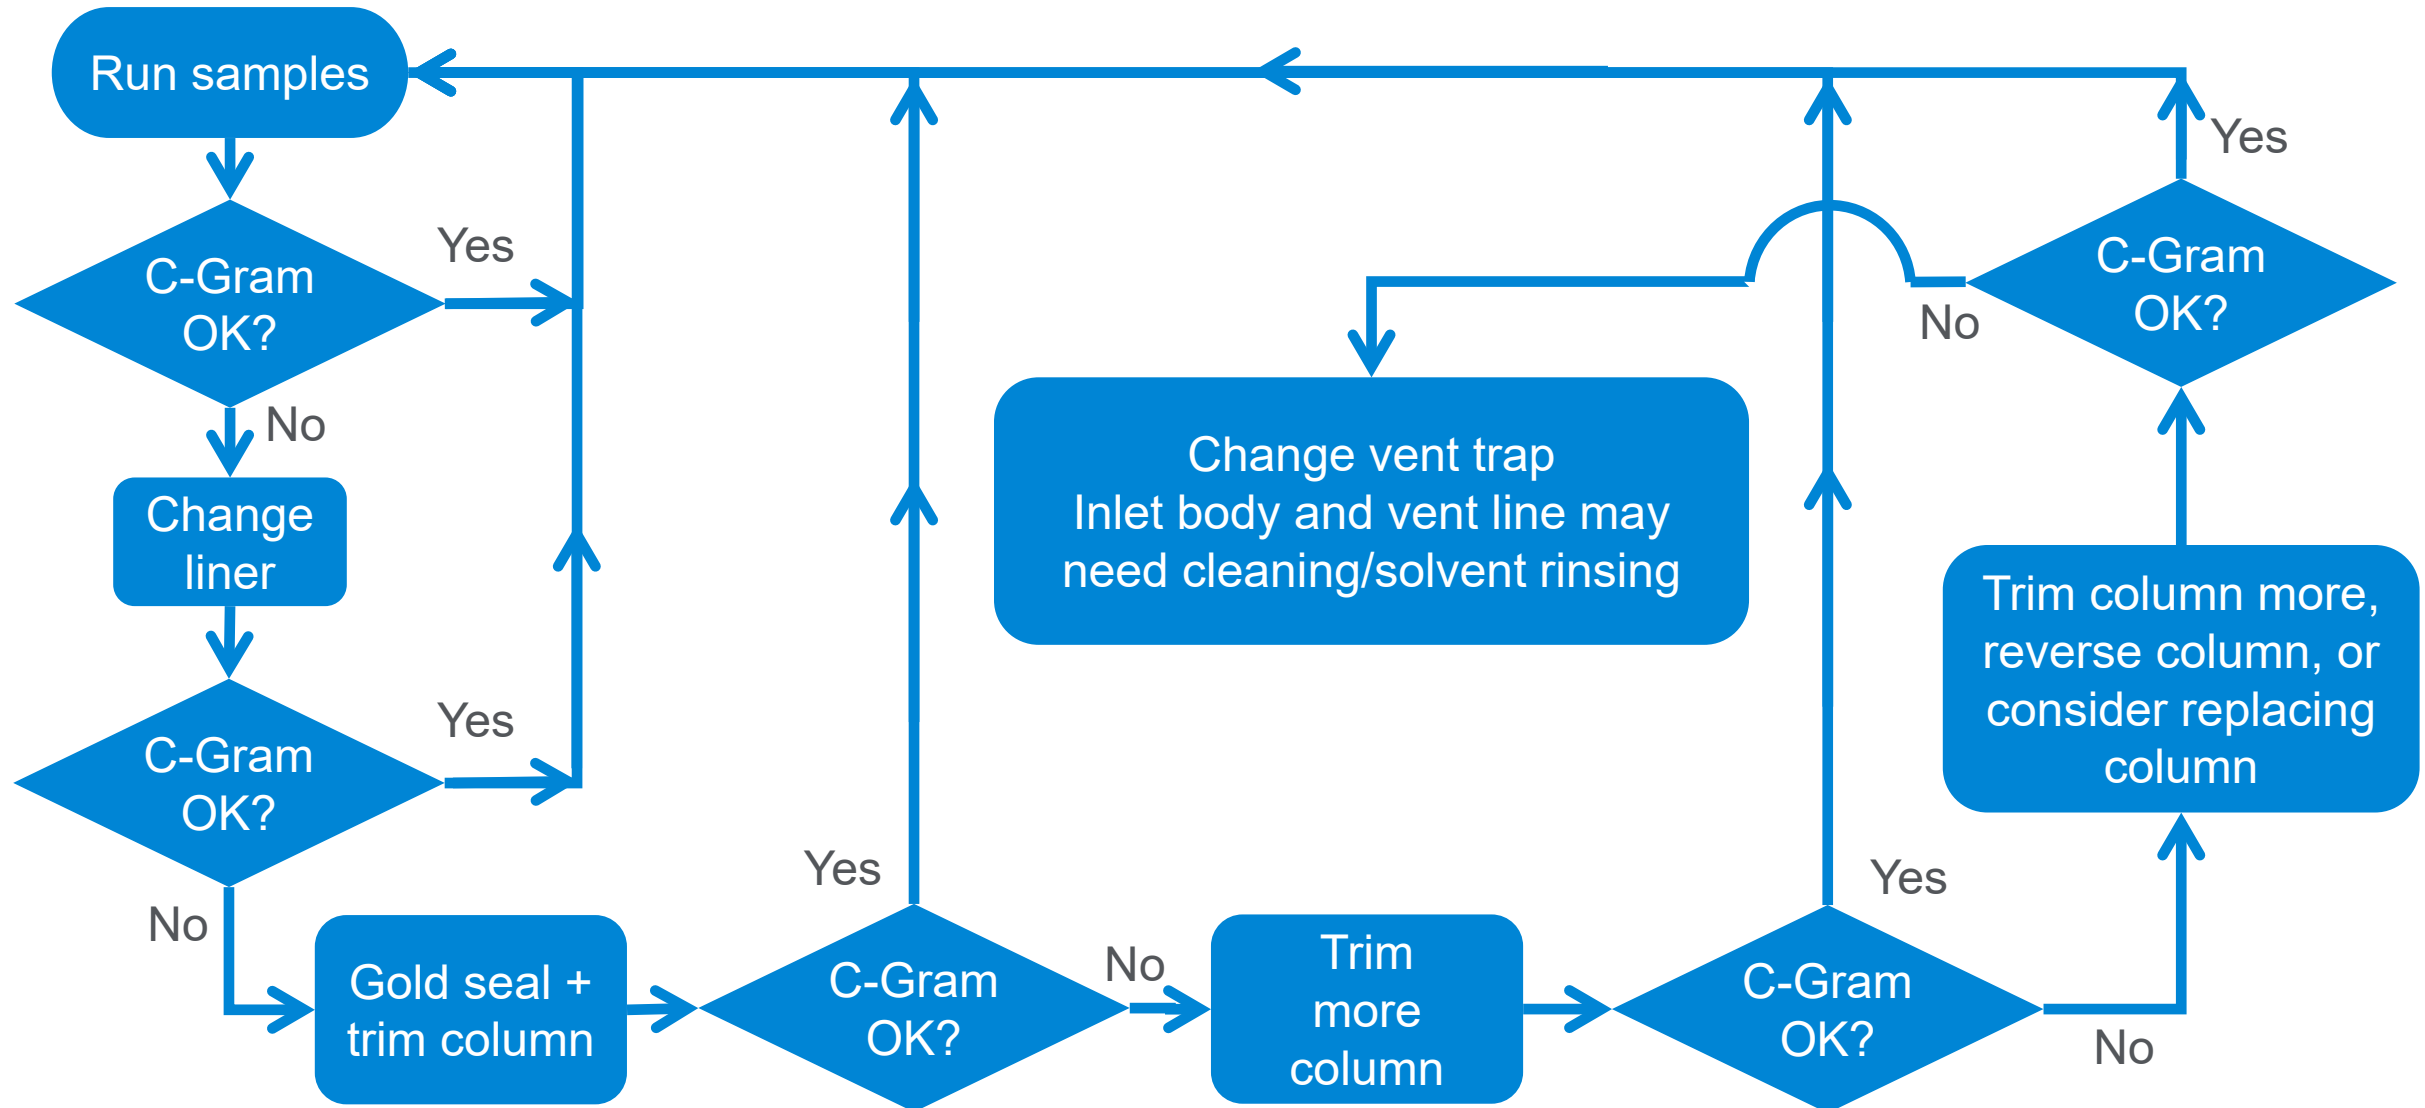 Run samples
C-Gram
OK?
Yes
No
Change
liner
C-Gram
OK?
Yes
No
Gold seal +
trim column
C-Gram
OK?
Yes
No
Trim
more
column
C-Gram
OK?
Yes
No
Trim column more,
reverse column, or
consider replacing
column
C-Gram
OK?
Yes
No
Change vent trap
Inlet body and vent line may
need cleaning/solvent rinsing